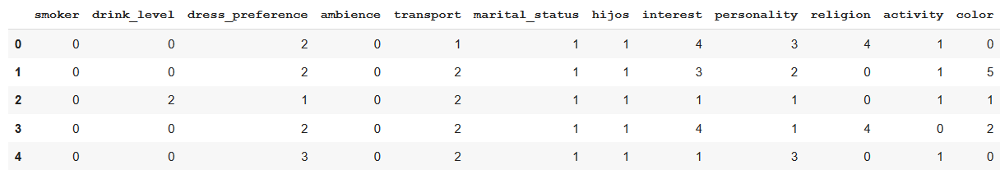 smoker drink_level dress_preference ambience transport marital_status hijos interest personality religion activity color
0 0 0 2 0 1 1 1 4 3 4 1 0
1 0 0 2 0 2 1 1 3 2 0 1 5
2 0 2 1 0 2 1 1 1 1 0 1 1
3 0 0 2 0 2 1 1 4 1 4 0 2
4 0 0 3 0 2 1 1 1 3 0 1 0